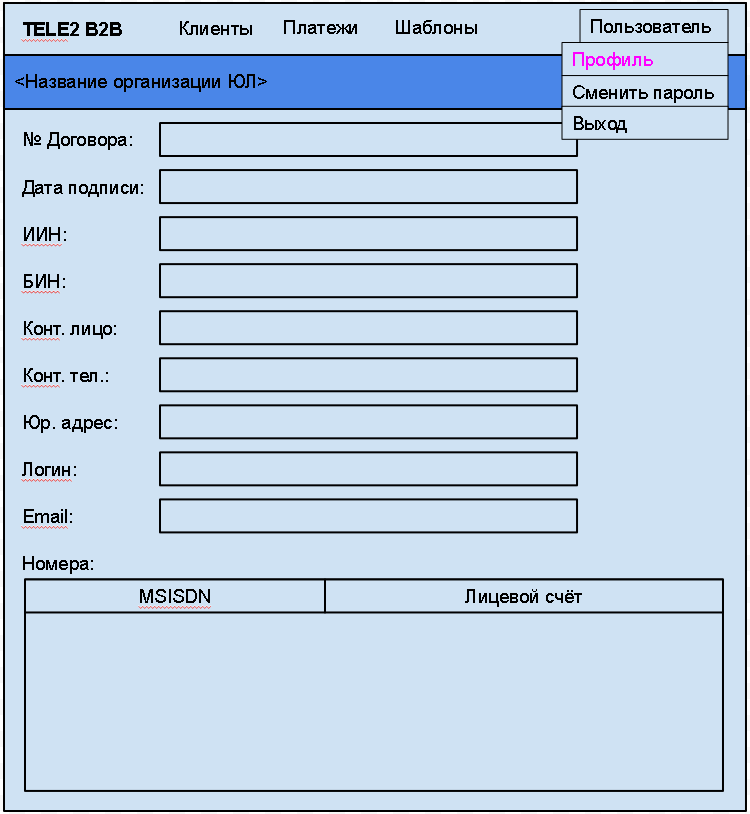 TELE2 B2B Клиенты Платежи Шаблоны Пользователь
Профиль
<Название организации ЮЛ>
Сменить пароль
Выход
№ Договора:
Дата подписи:
ИИН:
БИН:
Конт. лицо:
Конт. тел.:
Юр. адрес:
Логин:
Email:
Номера:
MSISDN Лицевой счёт